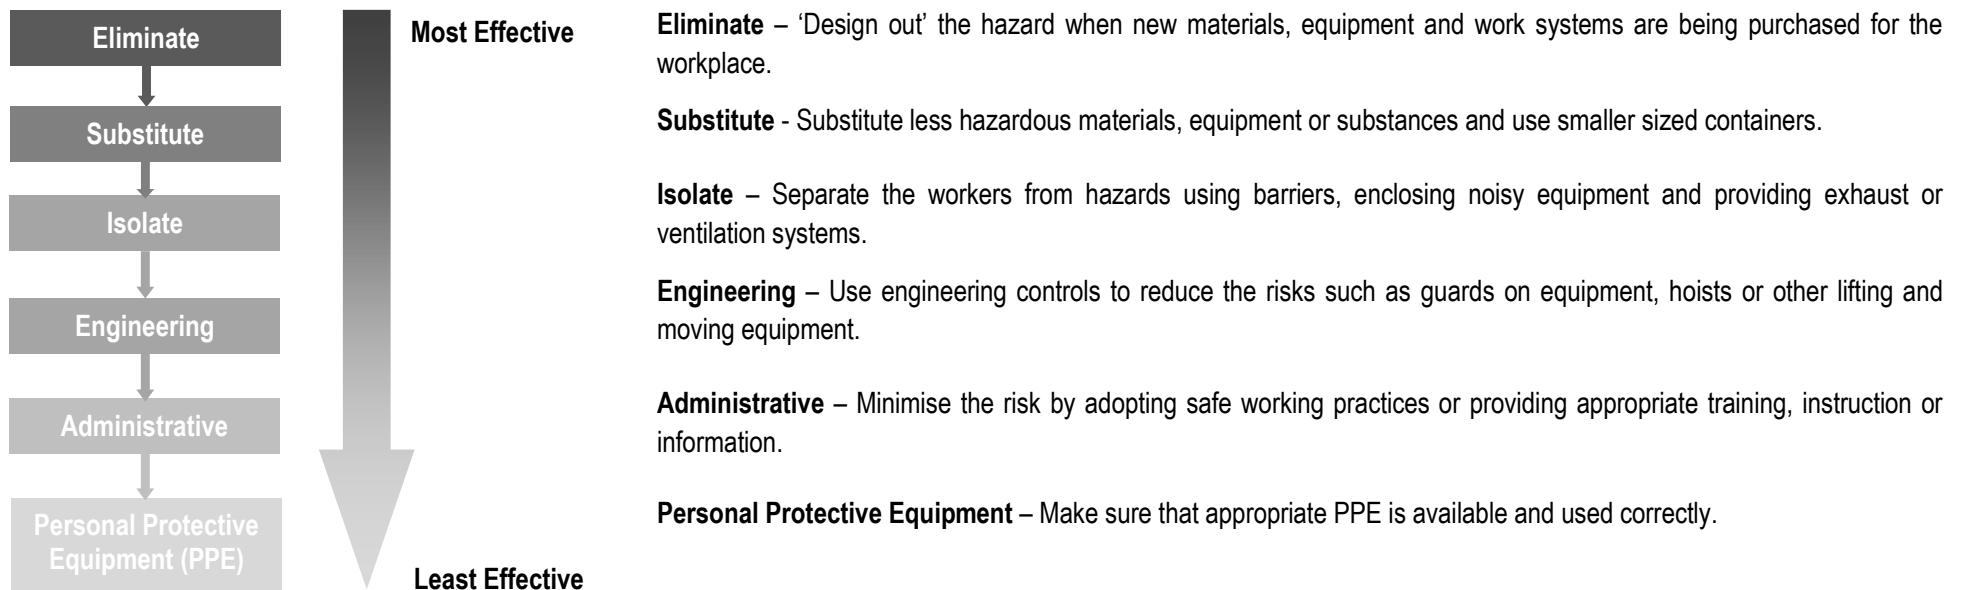 Eliminate
Substitute
Isolate
Engineering
Administrative
Personal Protective
Equipment (PPE)
Most Effective
Least Effective
Eliminate – ‘Design out’ the hazard when new materials, equipment and work systems are being purchased for the
workplace.
Substitute - Substitute less hazardous materials, equipment or substances and use smaller sized containers.
Isolate – Separate the workers from hazards using barriers, enclosing noisy equipment and providing exhaust or
ventilation systems.
Engineering – Use engineering controls to reduce the risks such as guards on equipment, hoists or other lifting and
moving equipment.
Administrative – Minimise the risk by adopting safe working practices or providing appropriate training, instruction or
information.
Personal Protective Equipment – Make sure that appropriate PPE is available and used correctly.